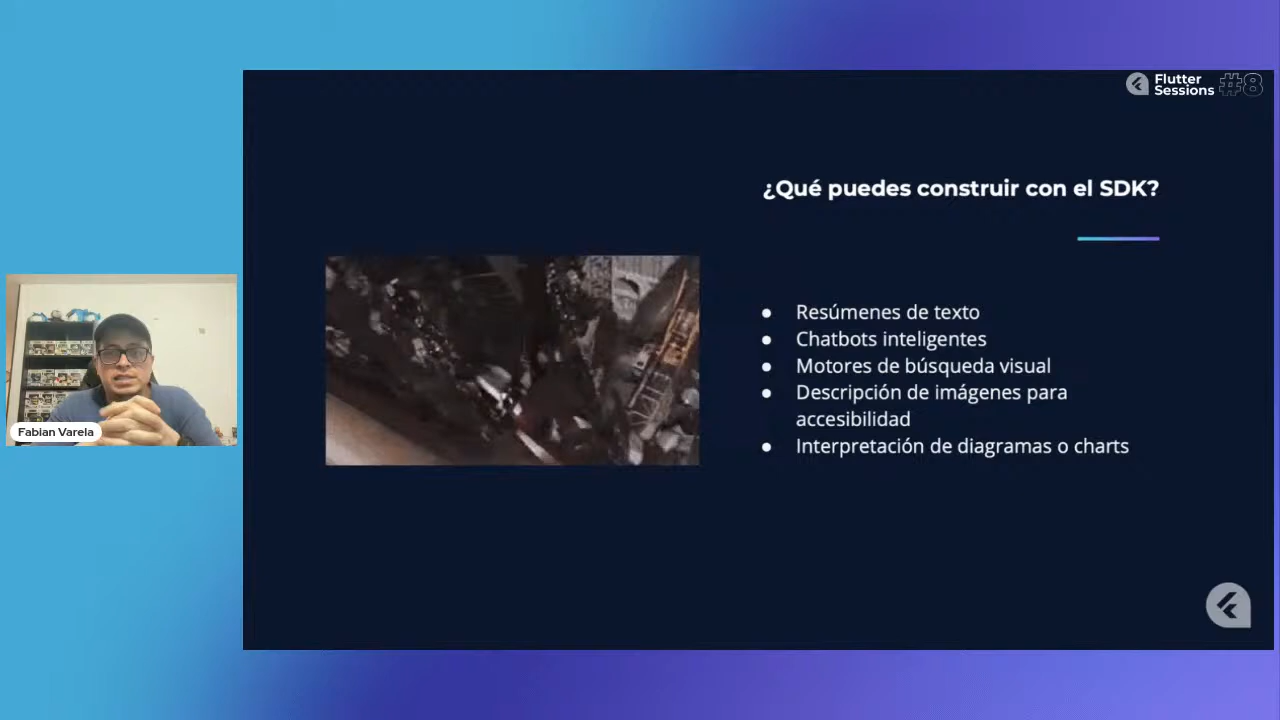 Flutter
Sessions #8
¿Qué puedes construir con el SDK?
● Resúmenes de texto
● Chatbots inteligentes
● Motores de búsqueda visual
● Descripción de imágenes para
accesibilidad
● Interpretación de diagramas o charts
Fabian Varela